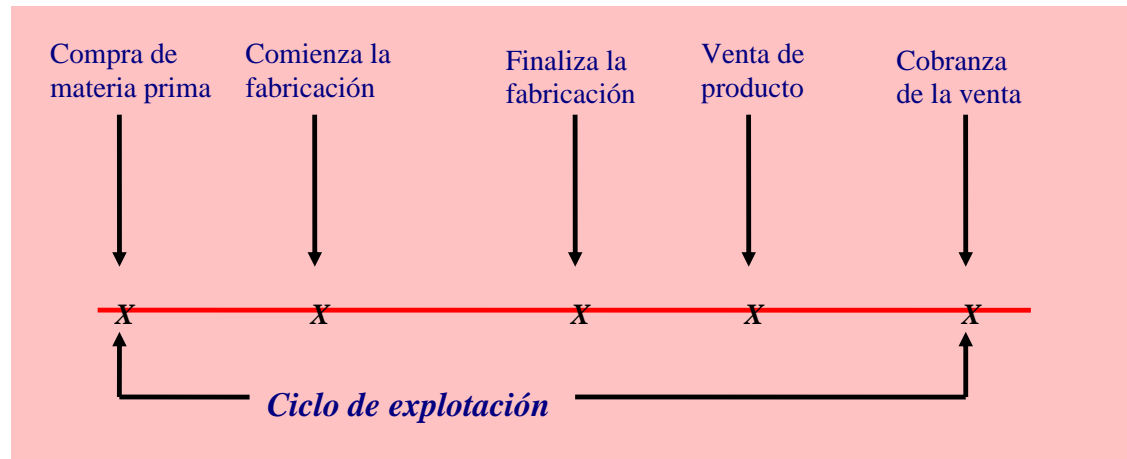 Compra de
materia prima
Comienza la
fabricación
Finaliza la
fabricación
Venta de
producto
Cobranza
de la venta
X
X
X
X
X
Ciclo de explotación